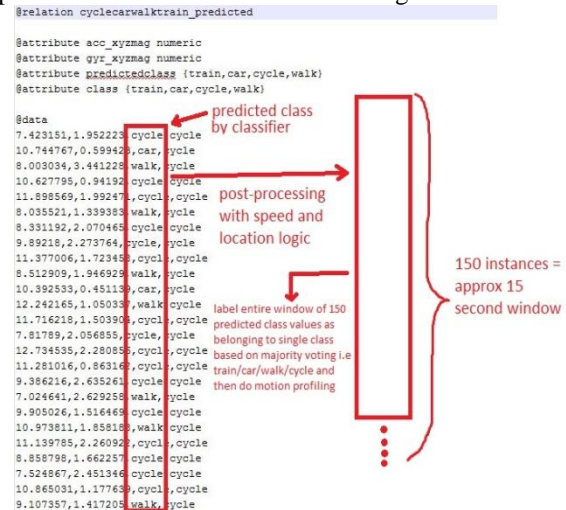 @relation cyclecarwalktrain_predicted
@attribute acc_xyzmag numeric
@attribute gyr_xyzmag numeric
@attribute predictedclass {train,car,cycle,walk}
@attribute class {train,car,cycle,walk}
@data
7.423151,1.952223,cycle,cycle
10.744767,0.599428,car,cycle
8.003034,3.441228,walk,cycle
10.627795,0.94192,cycle,cycle
11.898569,1.992471,cycle,cycle
8.035521,1.339383,walk,cycle
8.331192,2.070465,cycle,cycle
9.89218,2.273764,cycle,cycle
11.377006,1.723453,cycle,cycle
8.512909,1.946929,walk,cycle
10.392533,0.451139,car,cycle
12.242165,1.050337,walk,cycle
11.716218,1.503904,cycle,cycle
7.81789,2.056855,cycle,cycle
12.734535,2.280855,cycle,cycle
11.281016,0.863162,cycle,cycle
9.386216,2.635261,cycle,cycle
7.024641,2.629258,walk,cycle
9.905026,1.516469,cycle,cycle
10.973811,1.858188,walk,cycle
11.139785,2.260922,cycle,cycle
8.858798,1.662257,cycle,cycle
7.524867,2.451346,cycle,cycle
10.865031,1.177639,cycle,cycle
9.107357,1.417205,walk,cycle
predicted class
by classifier
post-processing
with speed and
location logic
label entire window of 150
predicted class values as
belonging to single class
based on majority voting i.e
train/car/walk/cycle and
then do motion profiling
150 instances =
approx 15
second window